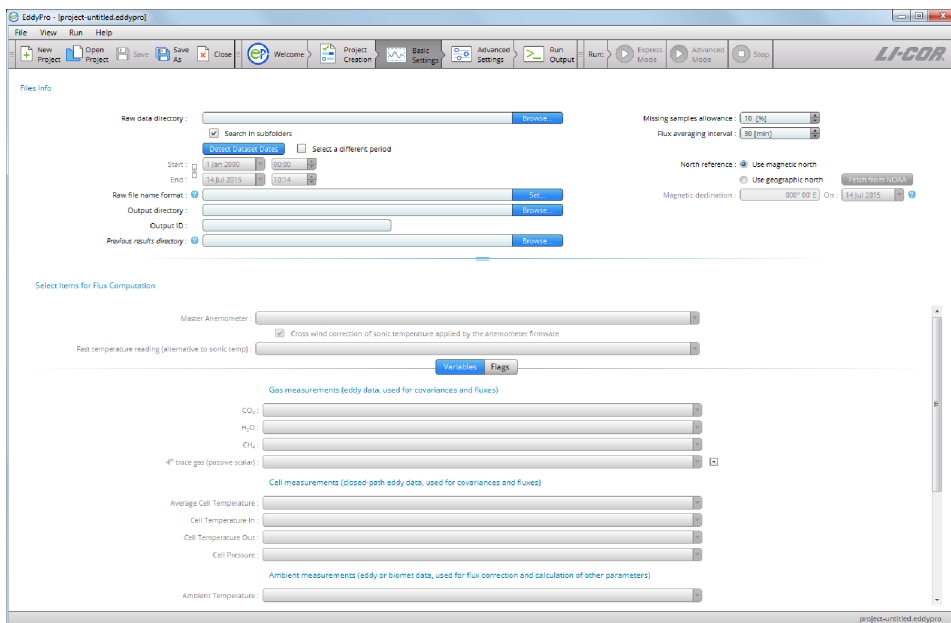 EddyPro - [project-untitled.eddypro]
File View Run Help
New Project Open Project Save Save As Close eP Welcome Project Creation Basic Settings Advanced Settings Run Output Run: Express Mode Advanced Mode Stop LI-COR
Files Info
Raw data directory : Browse... Missing samples allowance : 10 [%]
Search in subfolders Flux averaging interval : 30 [min]
Detect Dataset Dates Select a different period
Start : 1 Jan 2000 00:00 North reference : Use magnetic north
End : 14 Jul 2015 10:14 Use geographic north Fetch from NOAA
Raw file name format : ? Set... Magnetic declination : 000° 00' E On : 14 Jul 2015 ?
Output directory : Browse...
Output ID :
Previous results directory : ? Browse...
Select Items for Flux Computation
Master Anemometer :
Cross wind correction of sonic temperature applied by the anemometer firmware
Fast temperature reading (alternative to sonic temp) :
Variables Flags
Gas measurements (eddy data, used for covariances and fluxes)
CO₂ :
H₂O :
CH₄ :
4ᵗʰ trace gas (passive scalar) :
Cell measurements (closed-path eddy data, used for covariances and fluxes)
Average Cell Temperature :
Cell Temperature In :
Cell Temperature Out :
Cell Pressure :
Ambient measurements (eddy or biomet data, used for flux correction and calculation of other parameters)
Ambient Temperature :
project-untitled.eddypro